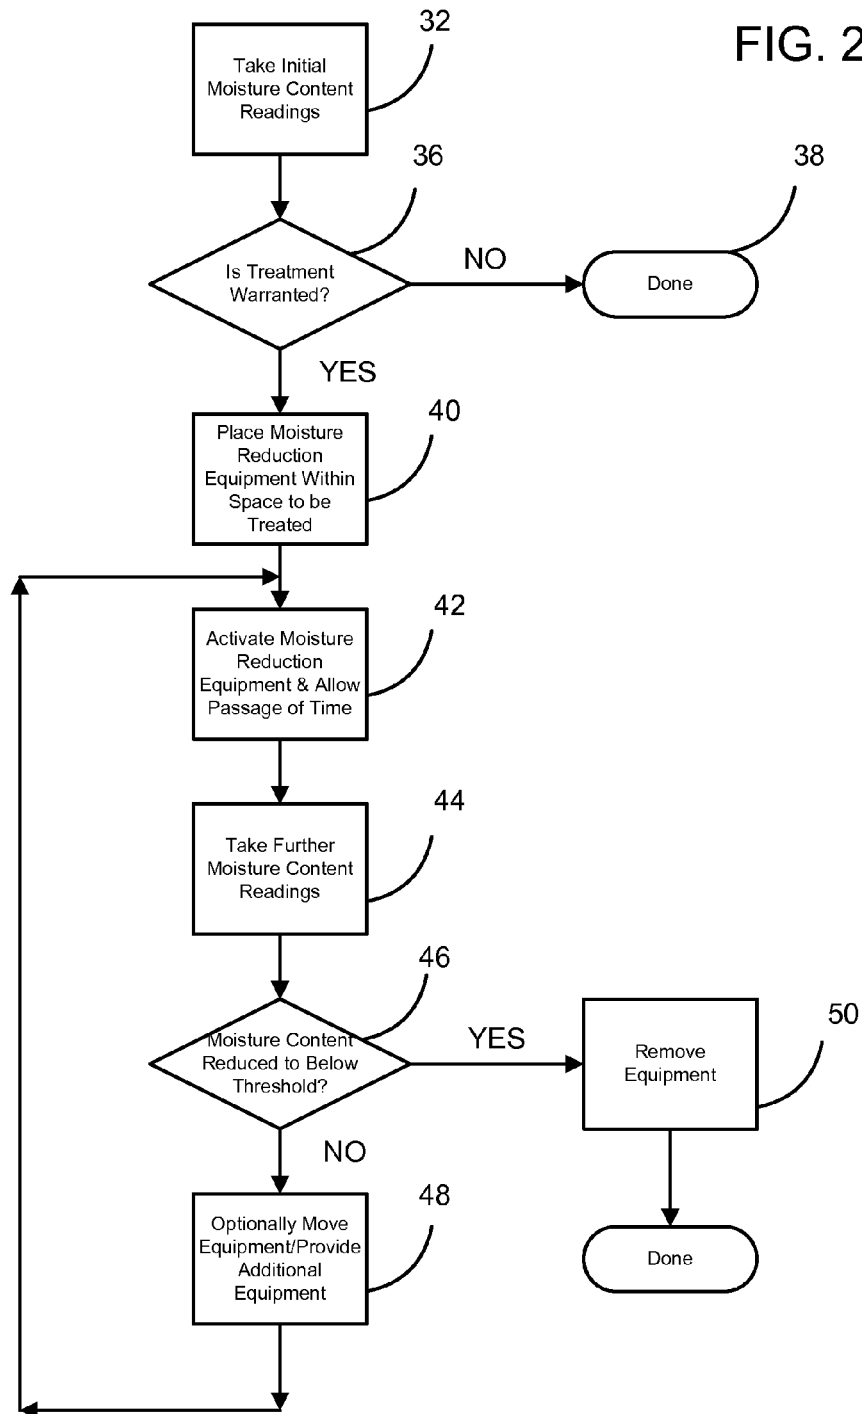 FIG. 2
32
Take Initial
Moisture Content
Readings
36
Is Treatment
Warranted?
NO
38
Done
YES
40
Place Moisture
Reduction
Equipment Within
Space to be
Treated
42
Activate Moisture
Reduction
Equipment & Allow
Passage of Time
44
Take Further
Moisture Content
Readings
46
Moisture Content
Reduced to Below
Threshold?
YES
50
Remove
Equipment
NO
48
Optionally Move
Equipment/Provide
Additional
Equipment
Done